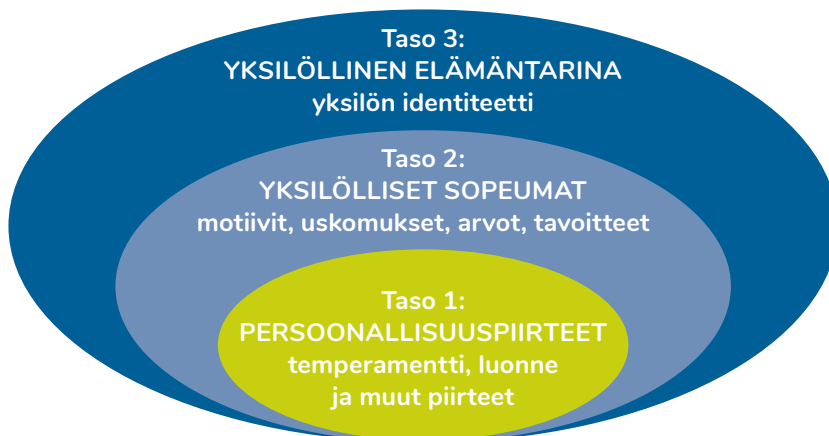 Taso 3:
YKSILÖLLINEN ELÄMÄNTARINA
yksilön identiteetti
Taso 2:
YKSILÖLLISET SOPEUMAT
motiivit, uskomukset, arvot, tavoitteet
Taso 1:
PERSOONALLISUUSPIIRTEET
temperamentti, luonne
ja muut piirteet